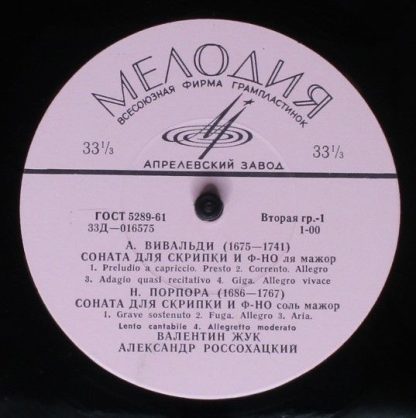 МЕЛОДИЯ
ВСЕСОЮЗНАЯ ФИРМА ГРАМПЛАСТИНОК
33⅓ 33⅓
АПРЕЛЕВСКИЙ ЗАВОД
ГОСТ 5289-61 Вторая гр.-1
33Д—016575 1-00
А. ВИВАЛЬДИ (1675—1741)
СОНАТА ДЛЯ СКРИПКИ И Ф-НО ля мажор
1. Preludio a capriccio. Presto 2. Corrento. Allegro
3. Adagio quasi recitativo 4. Giga. Allegro vivace
Н. ПОРПОРА (1686—1767)
СОНАТА ДЛЯ СКРИПКИ И Ф-НО соль мажор
1. Grave sostenuto 2. Fuga. Allegro 3. Aria.
Lento cantabile 4. Allegretto moderato
ВАЛЕНТИН ЖУК
АЛЕКСАНДР РОССОХАЦКИЙ